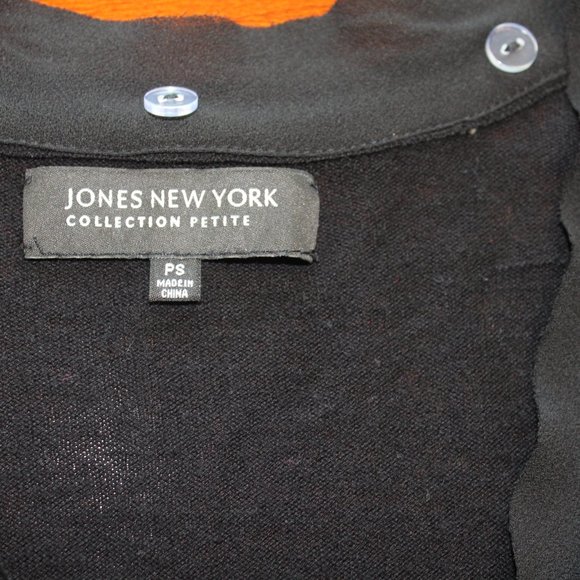 JONES NEW YORK
COLLECTION PETITE
PS
MADE IN
CHINA